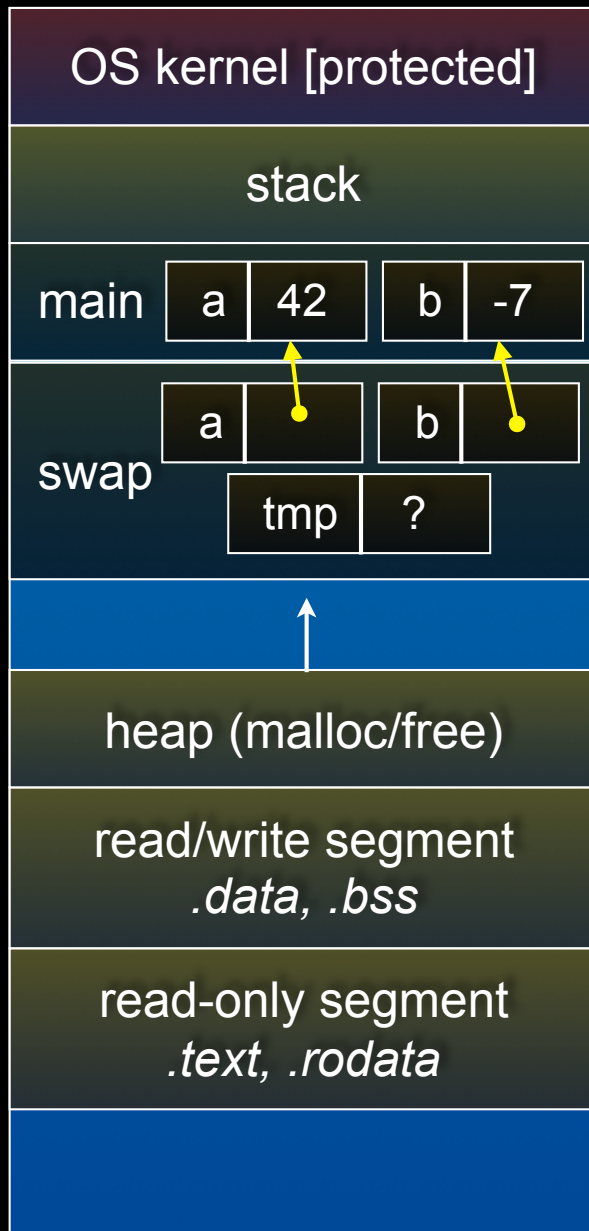 OS kernel [protected]
stack
main a 42 b -7
a b
swap
tmp ?
heap (malloc/free)
read/write segment
.data, .bss
read-only segment
.text, .rodata